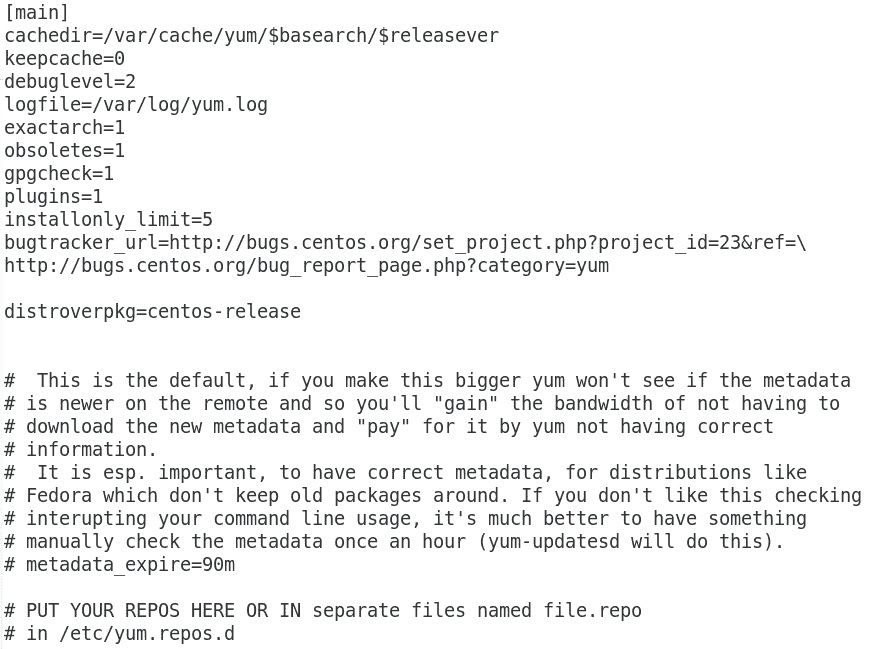 [main]
cachedir=/var/cache/yum/$basearch/$releasever
keepcache=0
debuglevel=2
logfile=/var/log/yum.log
exactarch=1
obsoletes=1
gpgcheck=1
plugins=1
installonly_limit=5
bugtracker_url=http://bugs.centos.org/set_project.php?project_id=23&ref=\
http://bugs.centos.org/bug_report_page.php?category=yum

distroverpkg=centos-release


#  This is the default, if you make this bigger yum won't see if the metadata
# is newer on the remote and so you'll "gain" the bandwidth of not having to
# download the new metadata and "pay" for it by yum not having correct
# information.
#  It is esp. important, to have correct metadata, for distributions like
# Fedora which don't keep old packages around. If you don't like this checking
# interupting your command line usage, it's much better to have something
# manually check the metadata once an hour (yum-updatesd will do this).
# metadata_expire=90m

# PUT YOUR REPOS HERE OR IN separate files named file.repo
# in /etc/yum.repos.d